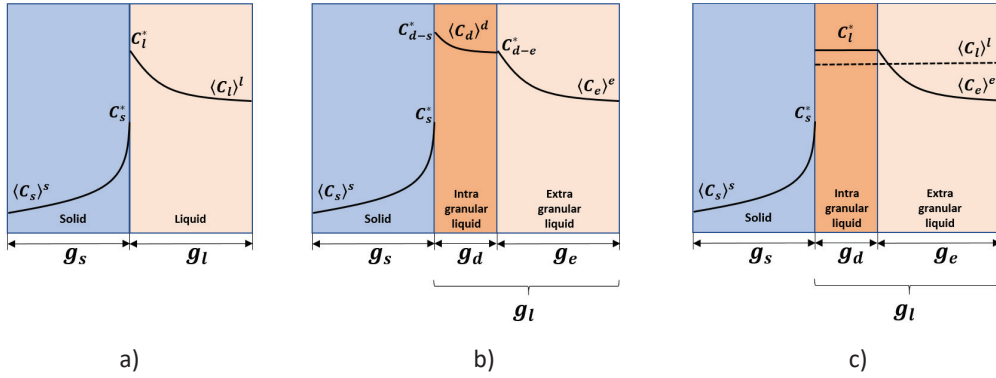 C*l
⟨Cl⟩l
C*s
⟨Cs⟩s
Solid
Liquid
gs
gl
a)
C*d−s
⟨Cd⟩d
C*d−e
⟨Ce⟩e
C*s
⟨Cs⟩s
Solid
Intra
granular
liquid
Extra
granular
liquid
gs
gd
ge
gl
b)
C*l
⟨Cl⟩l
⟨Ce⟩e
C*s
⟨Cs⟩s
Solid
Intra
granular
liquid
Extra granular
liquid
gs
gd
ge
gl
c)